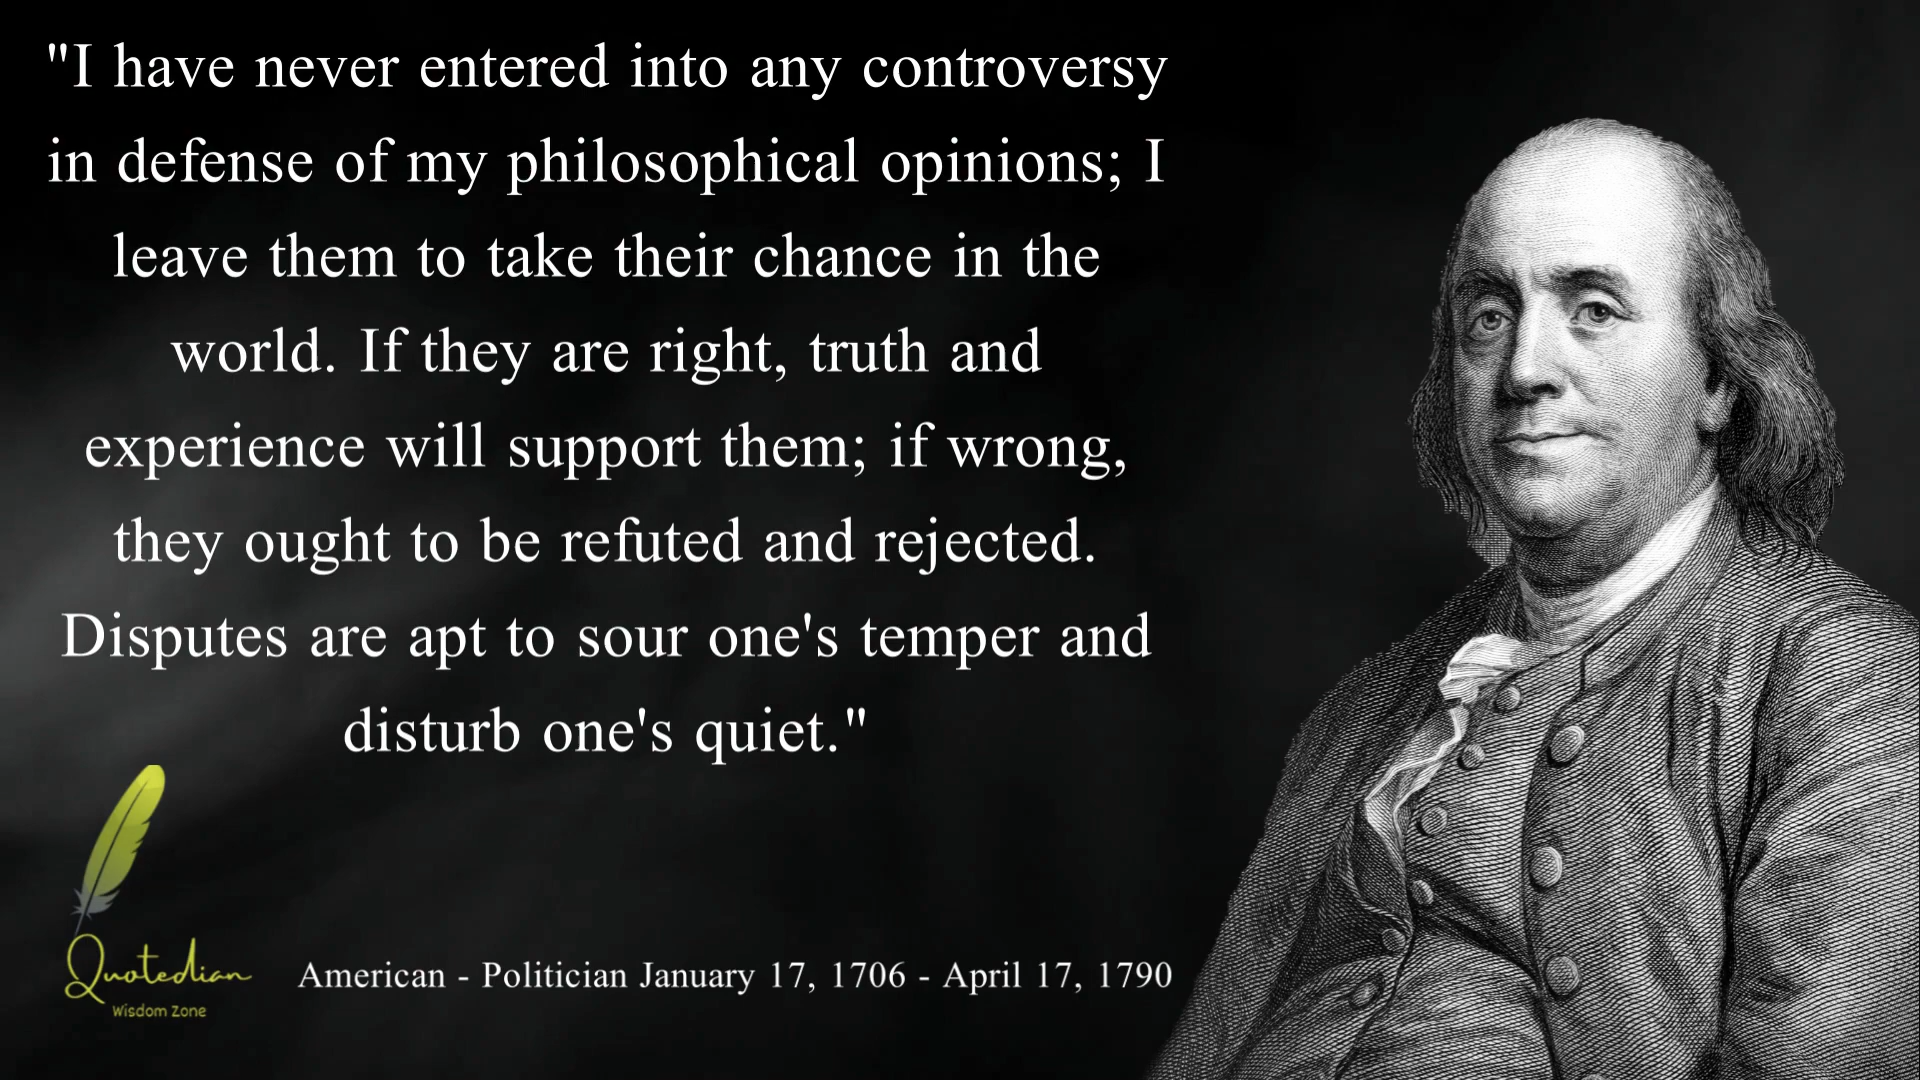 "I have never entered into any controversy
in defense of my philosophical opinions; I
leave them to take their chance in the
world. If they are right, truth and
experience will support them; if wrong,
they ought to be refuted and rejected.
Disputes are apt to sour one's temper and
disturb one's quiet."
Quotedian
Wisdom Zone
American - Politician January 17, 1706 - April 17, 1790